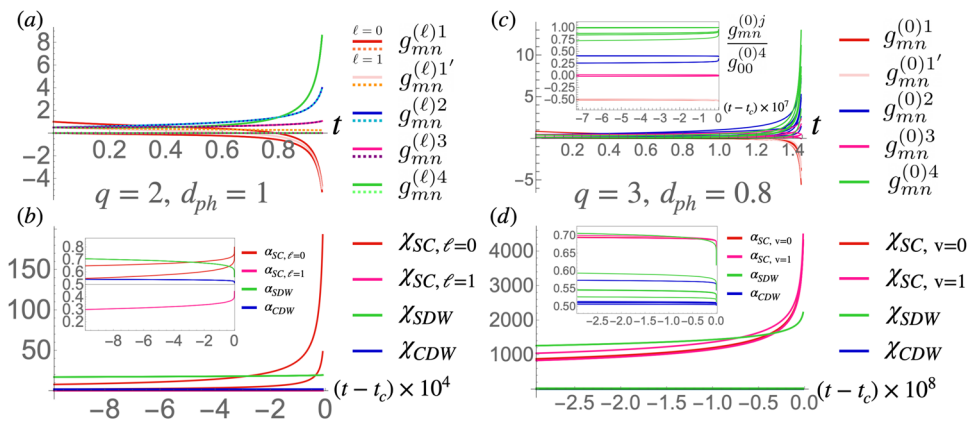 (a)
8
6
4
2
0
−2
−4
0.2 0.4 0.6 0.8
t
q = 2, d_{ph} = 1
ℓ = 0
ℓ = 1
g_{mn}^{(ℓ)1}
g_{mn}^{(ℓ)1′}
g_{mn}^{(ℓ)2}
g_{mn}^{(ℓ)3}
g_{mn}^{(ℓ)4}
(c)
10
5
0
−5
0.2 0.4 0.6 0.8 1.0 1.2 1.4
t
1.00
0.75
0.50
0.25
0.00
−0.25
−0.50
−7 −6 −5 −4 −3 −2 −1 0
g_{mn}^{(0)j}
g_{00}^{(0)4}
(t − t_c) × 10^7
q = 3, d_{ph} = 0.8
g_{mn}^{(0)1}
g_{mn}^{(0)1′}
g_{mn}^{(0)2}
g_{mn}^{(0)3}
g_{mn}^{(0)4}
(b)
150
100
50
−8 −6 −4 −2 0
(t − t_c) × 10^4
0.8
0.7
0.6
0.5
0.4
0.3
0.2
−8 −6 −4 −2 0
α_{SC, ℓ=0}
α_{SC, ℓ=1}
α_{SDW}
α_{CDW}
χ_{SC, ℓ=0}
χ_{SC, ℓ=1}
χ_{SDW}
χ_{CDW}
(d)
4000
3000
2000
1000
−2.5 −2.0 −1.5 −1.0 −0.5 0.0
(t − t_c) × 10^8
0.70
0.65
0.60
0.55
0.50
−2.5 −2.0 −1.5 −1.0 −0.5 0.0
α_{SC, v=0}
α_{SC, v=1}
α_{SDW}
α_{CDW}
χ_{SC, v=0}
χ_{SC, v=1}
χ_{SDW}
χ_{CDW}